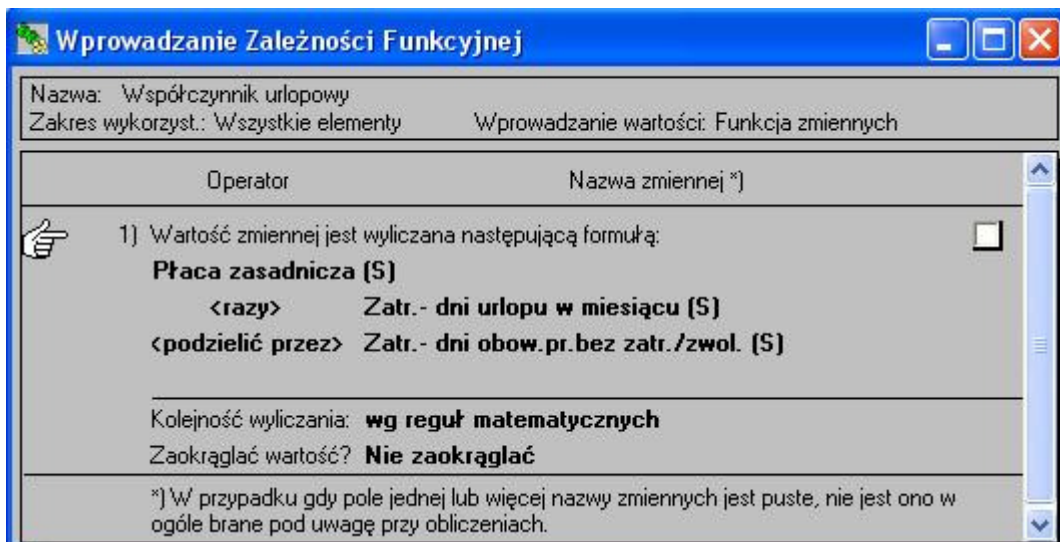 Wprowadzanie Zależności Funkcyjnej
Nazwa: Współczynnik urlopowy
Zakres wykorzyst.: Wszystkie elementy Wprowadzanie wartości: Funkcja zmiennych
Operator Nazwa zmiennej *)
1) Wartość zmiennej jest wyliczana następującą formułą:
Płaca zasadnicza (S)
<razy> Zatr.- dni urlopu w miesiącu (S)
<podzielić przez> Zatr.- dni obow.pr.bez zatr./zwol. (S)
Kolejność wyliczania: wg reguł matematycznych
Zaokrąglać wartość? Nie zaokrąglać
*) W przypadku gdy pole jednej lub więcej nazwy zmiennych jest puste, nie jest ono w
ogóle brane pod uwagę przy obliczeniach.